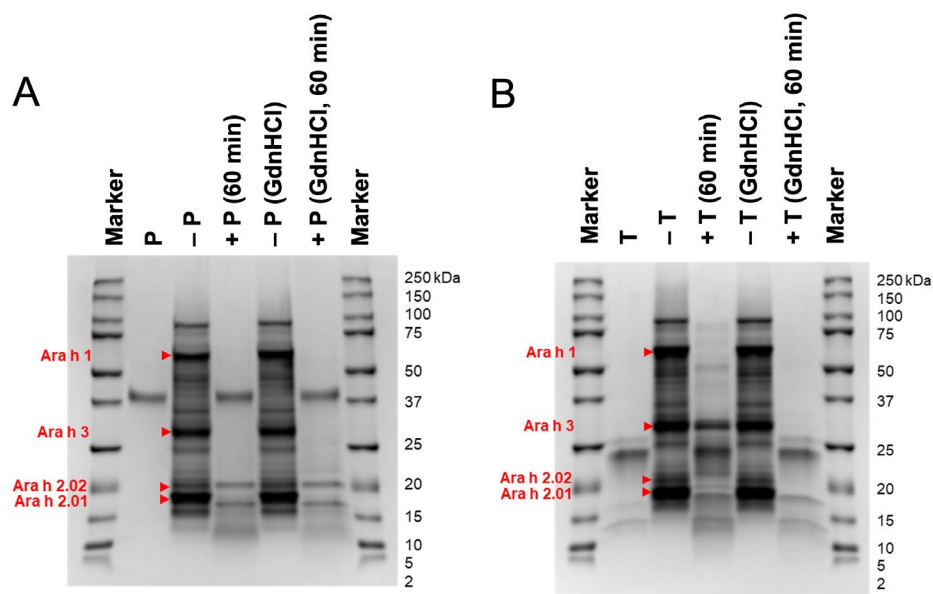 A
Marker
P
– P
+ P (60 min)
– P (GdnHCl)
+ P (GdnHCl, 60 min)
Marker
250 kDa
150
100
75
50
37
25
20
15
10
5
2
Ara h 1
Ara h 3
Ara h 2.02
Ara h 2.01
B
Marker
T
– T
+ T (60 min)
– T (GdnHCl)
+ T (GdnHCl, 60 min)
Marker
250 kDa
150
100
75
50
37
25
20
15
10
5
2
Ara h 1
Ara h 3
Ara h 2.02
Ara h 2.01